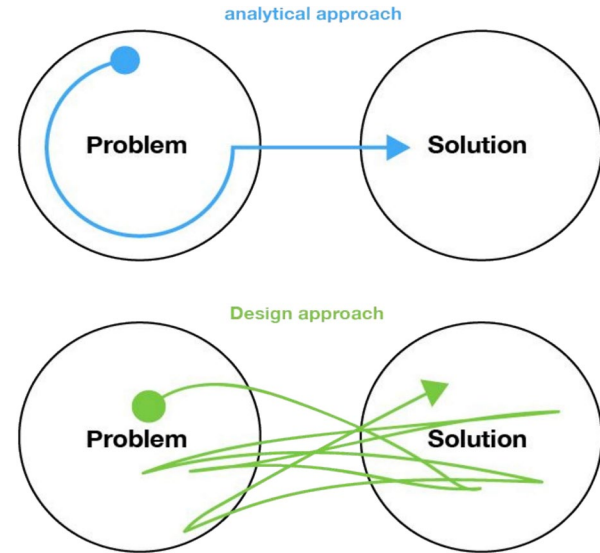 analytical approach
Problem
Solution
Design approach
Problem
Solution